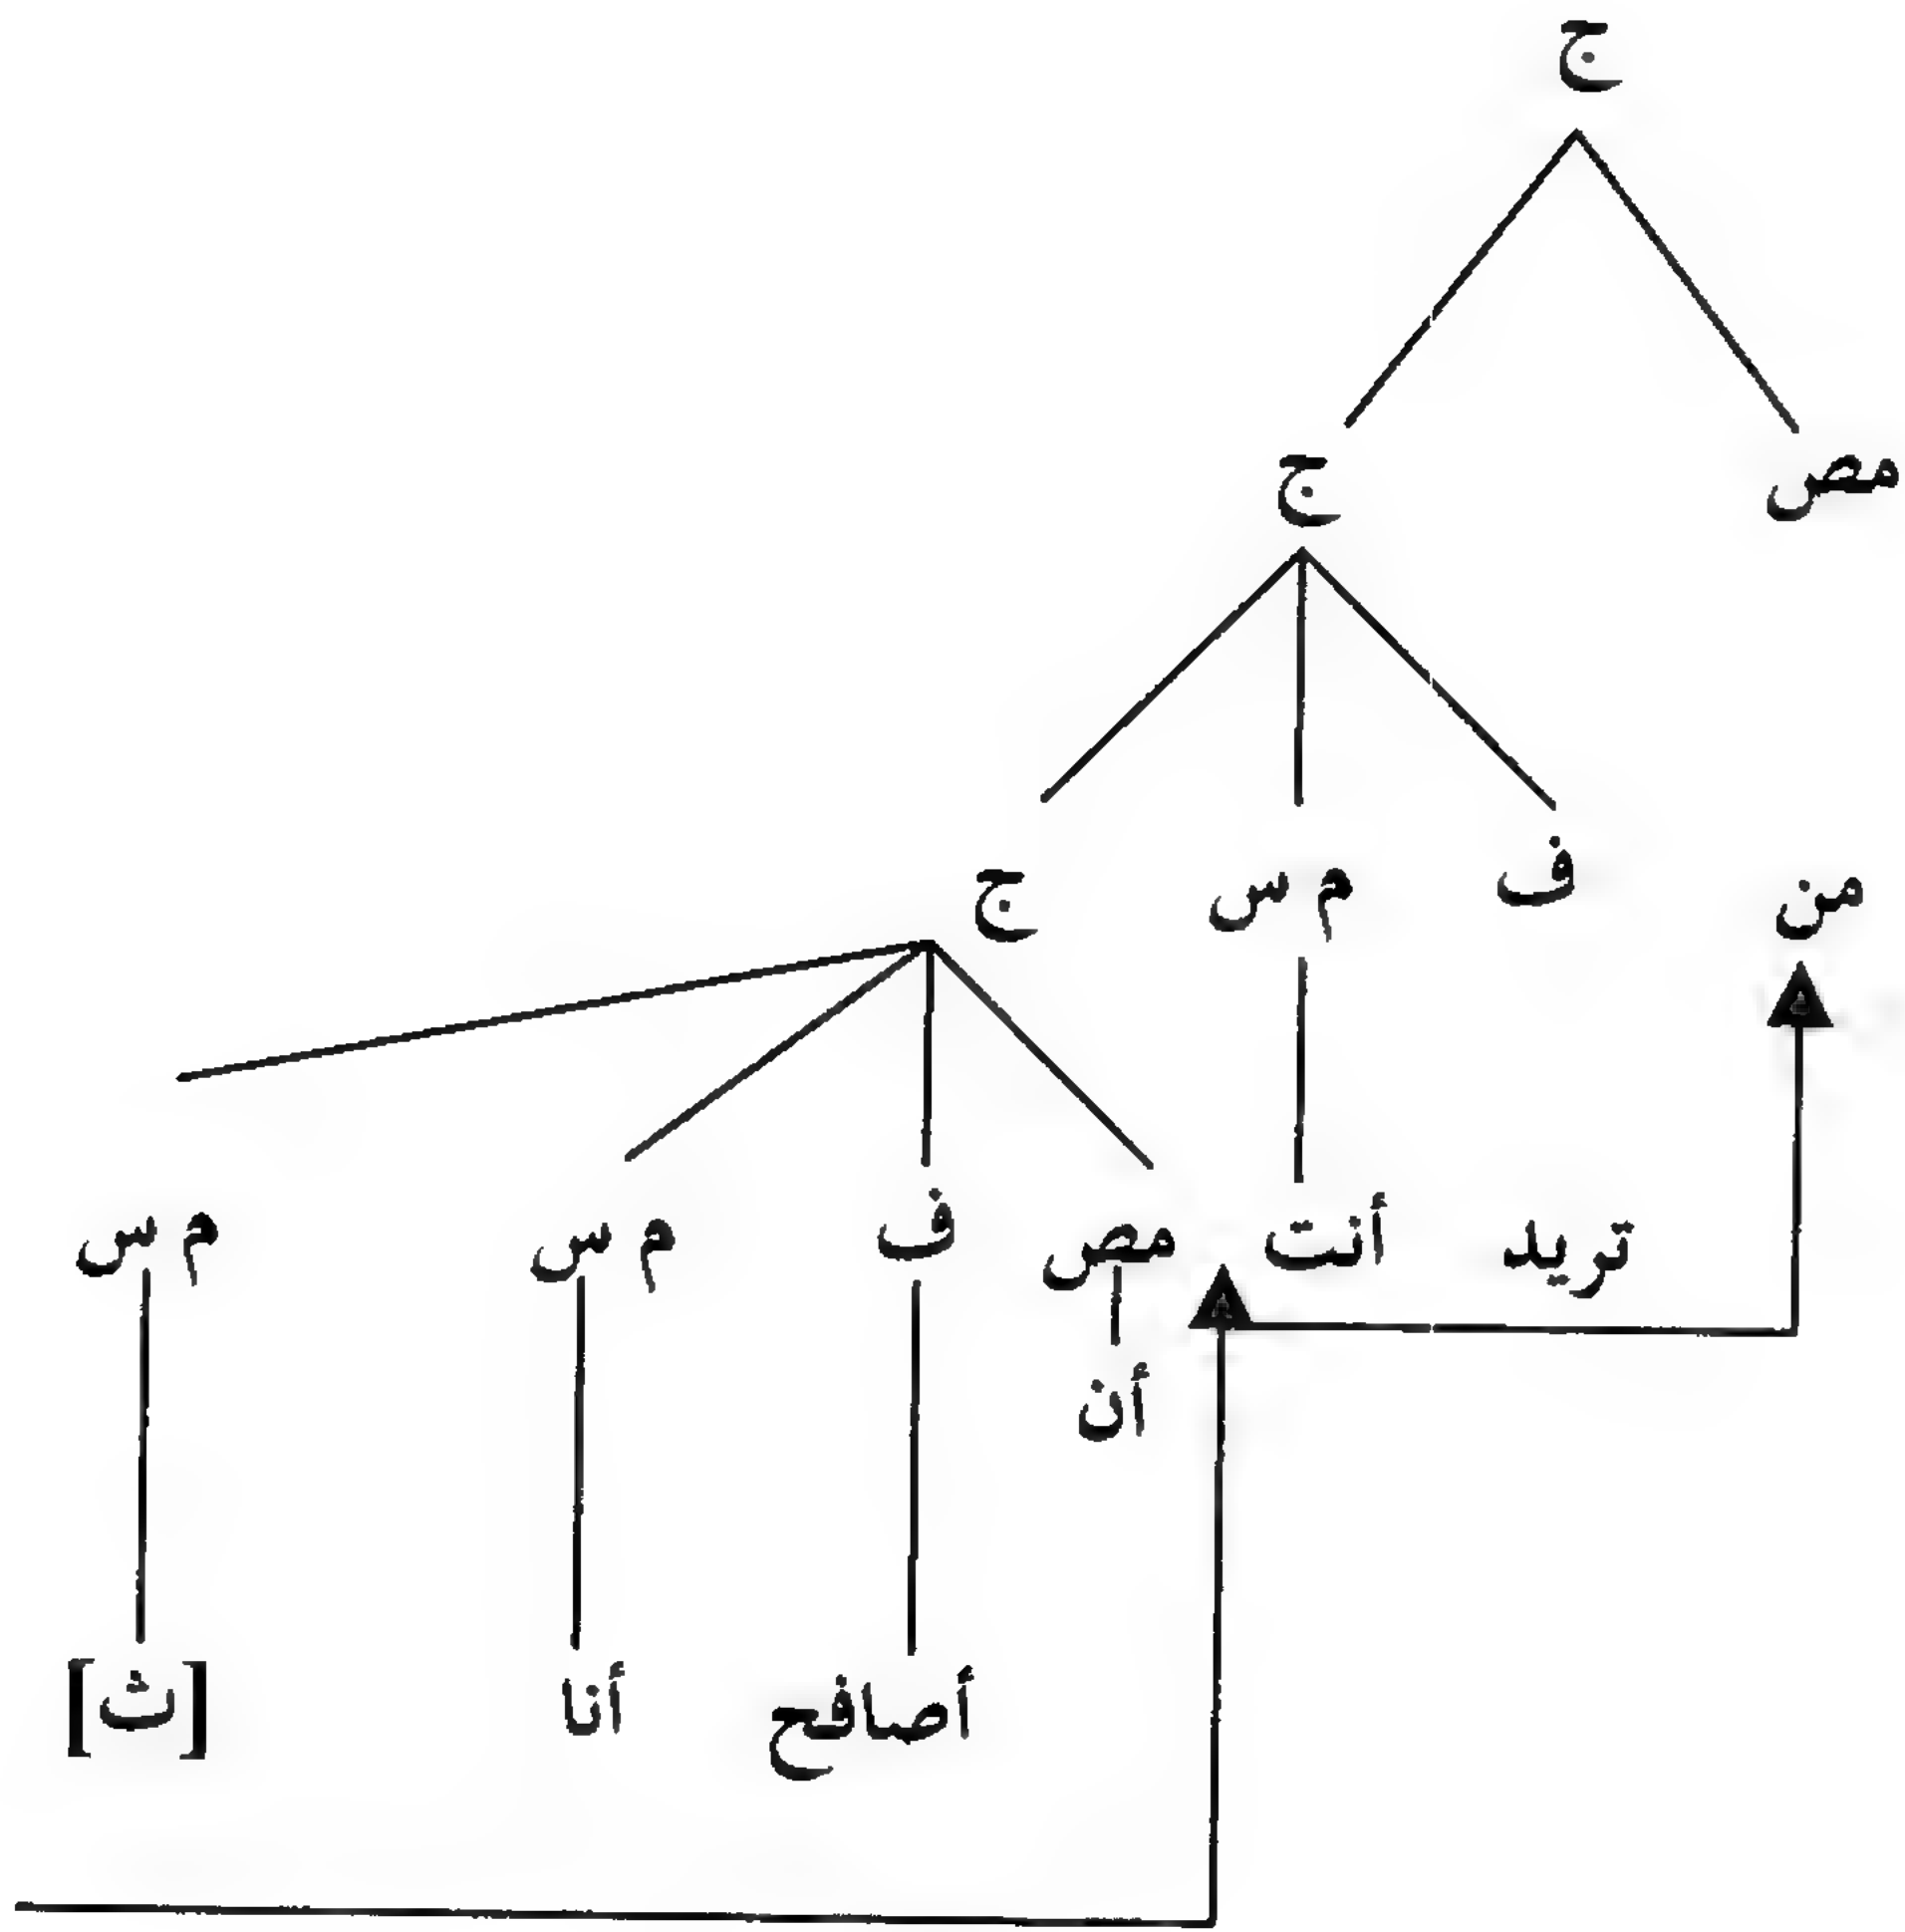 ج
ج مص
ج م س ف من
م س م س ف مص أنت تريد
أن
[ث] أنا أصافح